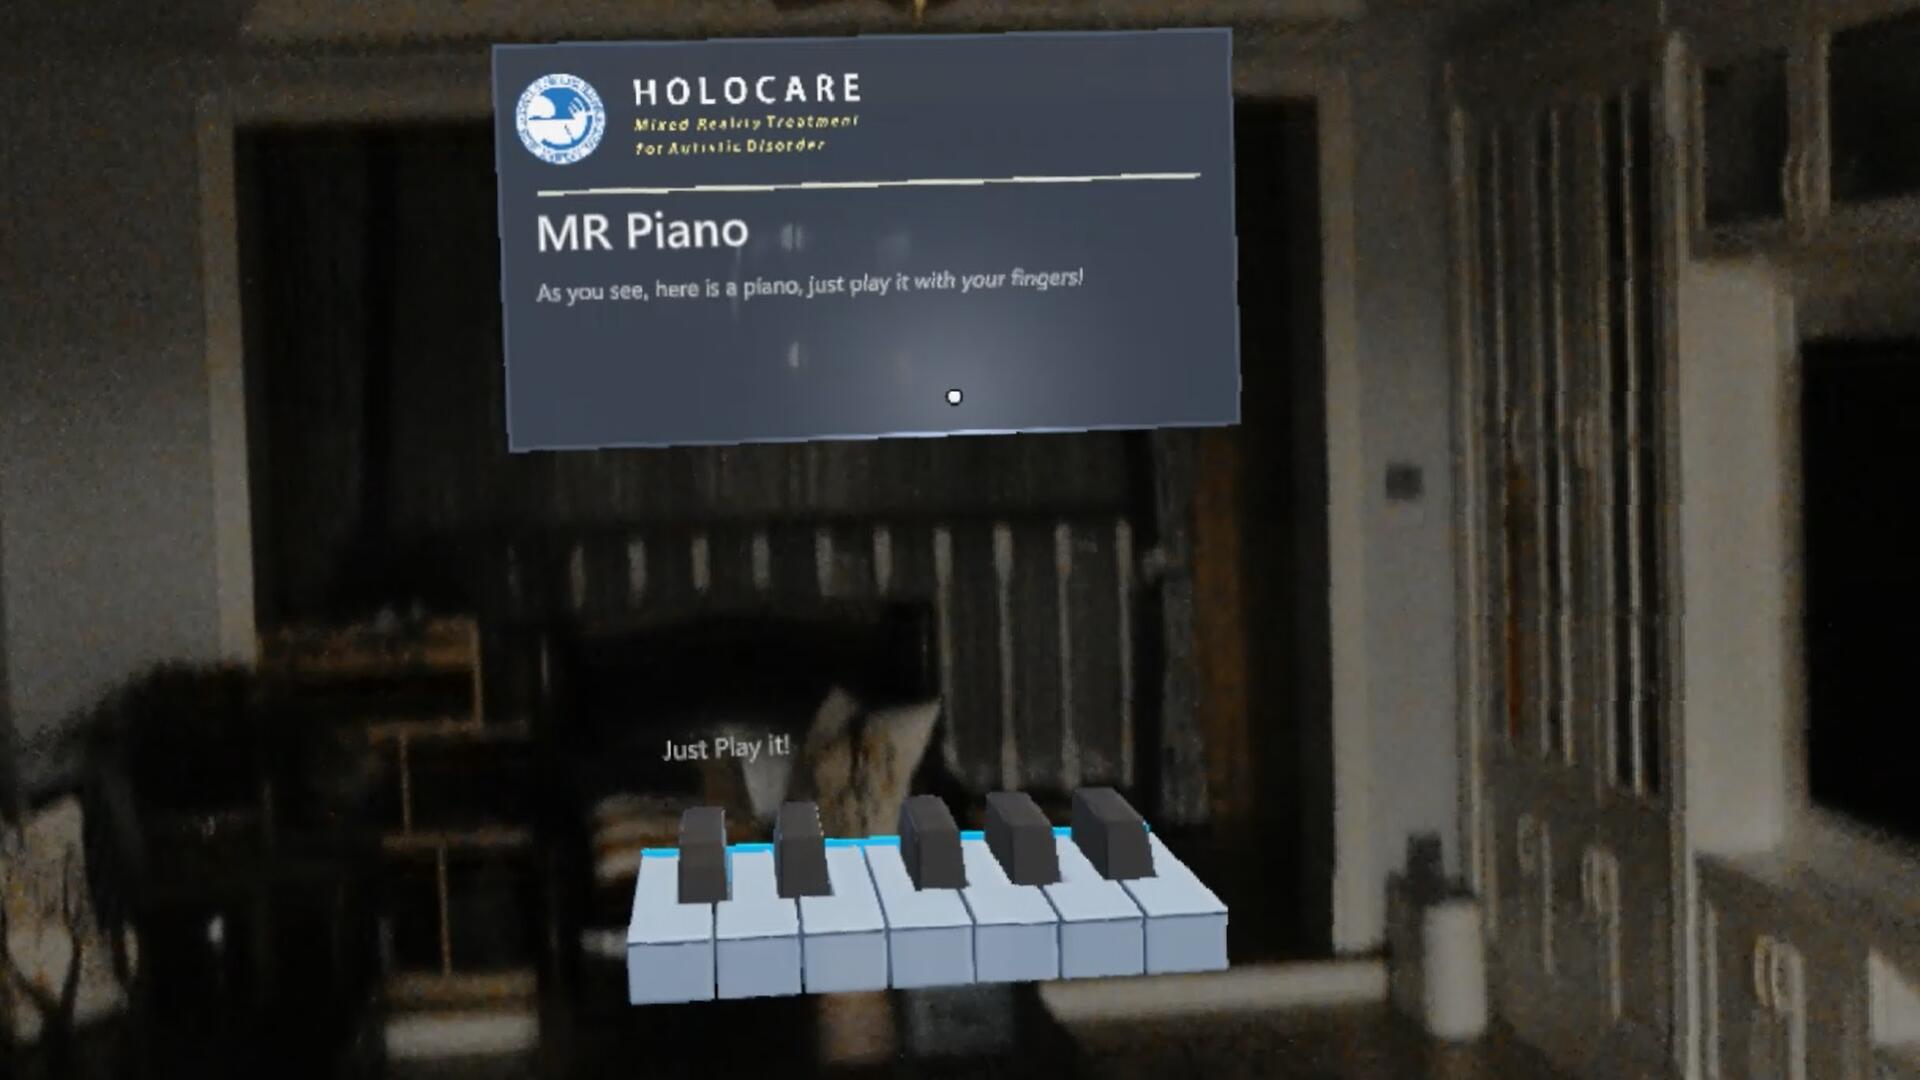 HOLOCARE
Mixed Reality Treatment
for Autistic Disorder
MR Piano
As you see, here is a piano, just play it with your fingers!
Just Play it!